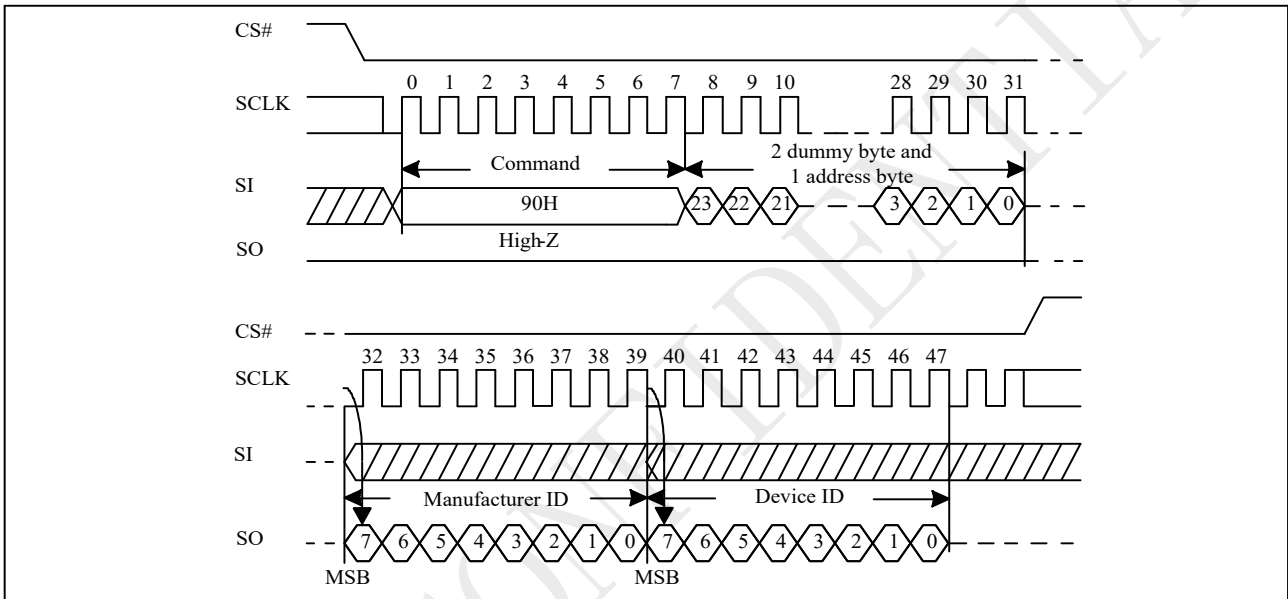 CS#
0 1 2 3 4 5 6 7 8 9 10 28 29 30 31
SCLK
Command
2 dummy byte and
1 address byte
SI
90H
23 22 21 3 2 1 0
High-Z
SO
CS#
32 33 34 35 36 37 38 39 40 41 42 43 44 45 46 47
SCLK
SI
Manufacturer ID
Device ID
SO
7 6 5 4 3 2 1 0 7 6 5 4 3 2 1 0
MSB MSB
ONFIDENTIA